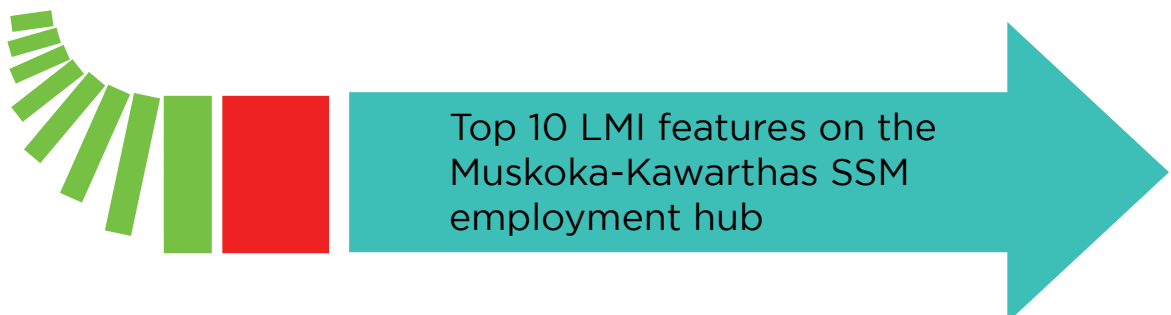 Top 10 LMI features on the
Muskoka-Kawarthas SSM
employment hub